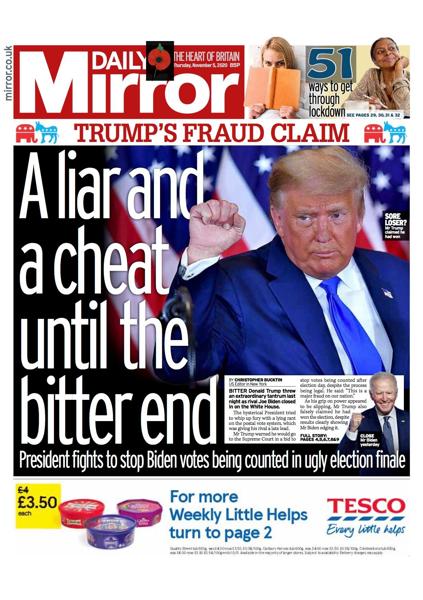 mirror.co.uk
DAILY
Mirror
THE HEART OF BRITAIN
Thursday, November 5, 2020 85P
51
ways to get
through
lockdown
SEE PAGES 29, 30, 31 & 32
TRUMP'S FRAUD CLAIM
A liar and
a cheat
until the
bitter end
SORE
LOSER?
Mr Trump
claimed he
had won
BY CHRISTOPHER BUCKTIN
US Editor in New York
BITTER Donald Trump threw
an extraordinary tantrum last
night as rival Joe Biden closed
in on the White House.
The hysterical President tried
to whip up fury with a lying rant
on the postal vote system, which
was giving his rival a late lead.
Mr Trump warned he would go
to the Supreme Court in a bid to
stop votes being counted after
election day, despite the process
being legal. He said: "This is a
major fraud on our nation."
As his grip on power appeared
to be slipping, Mr Trump also
falsely claimed he had
won the election, despite
results clearly showing
Mr Biden edging it.
FULL STORY:
PAGES 4,5,6,7,8&9
CLOSE
Mr Biden
yesterday
President fights to stop Biden votes being counted in ugly election finale
£4
£3.50
each
For more
Weekly Little Helps
turn to page 2
TESCO
Every little helps